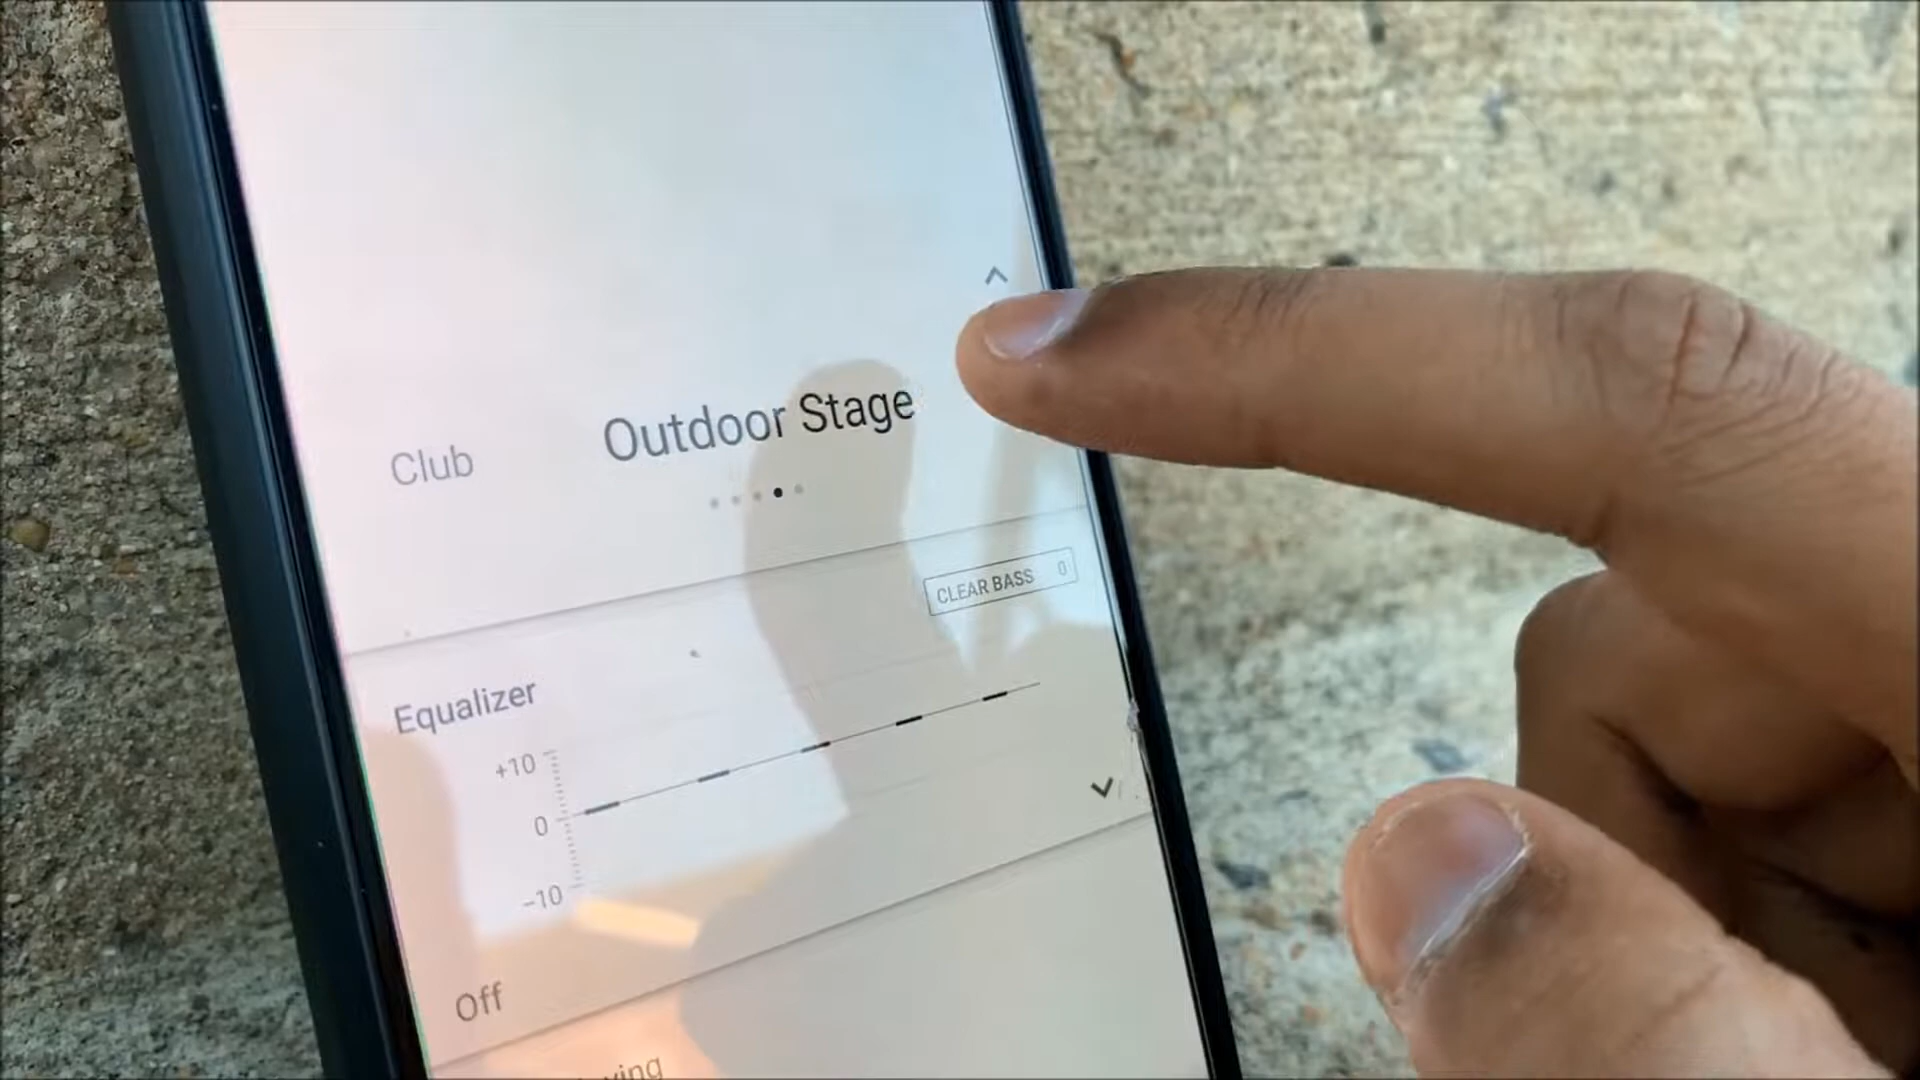 Club
Outdoor Stage
CLEAR BASS 0
Equalizer
+10
0
-10
Off